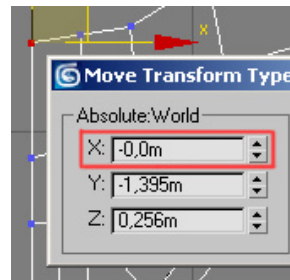 x
Move Transform Type
Absolute:World
X: -0,0m
Y: -1,395m
Z: 0,256m